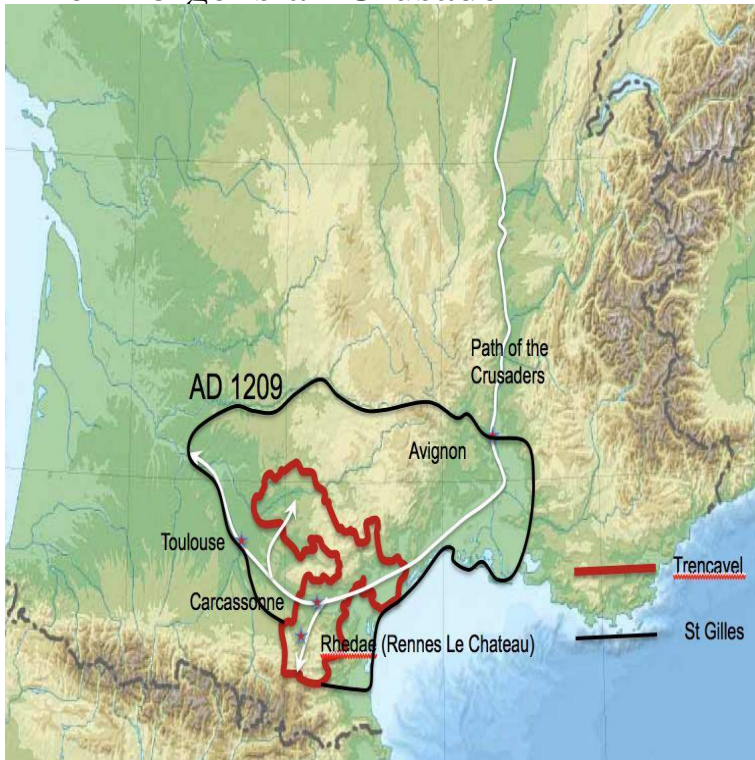 Path of the
Crusaders
AD 1209
Avignon
Toulouse
Trencavel
Carcassonne
St Gilles
Rhedae (Rennes Le Chateau)